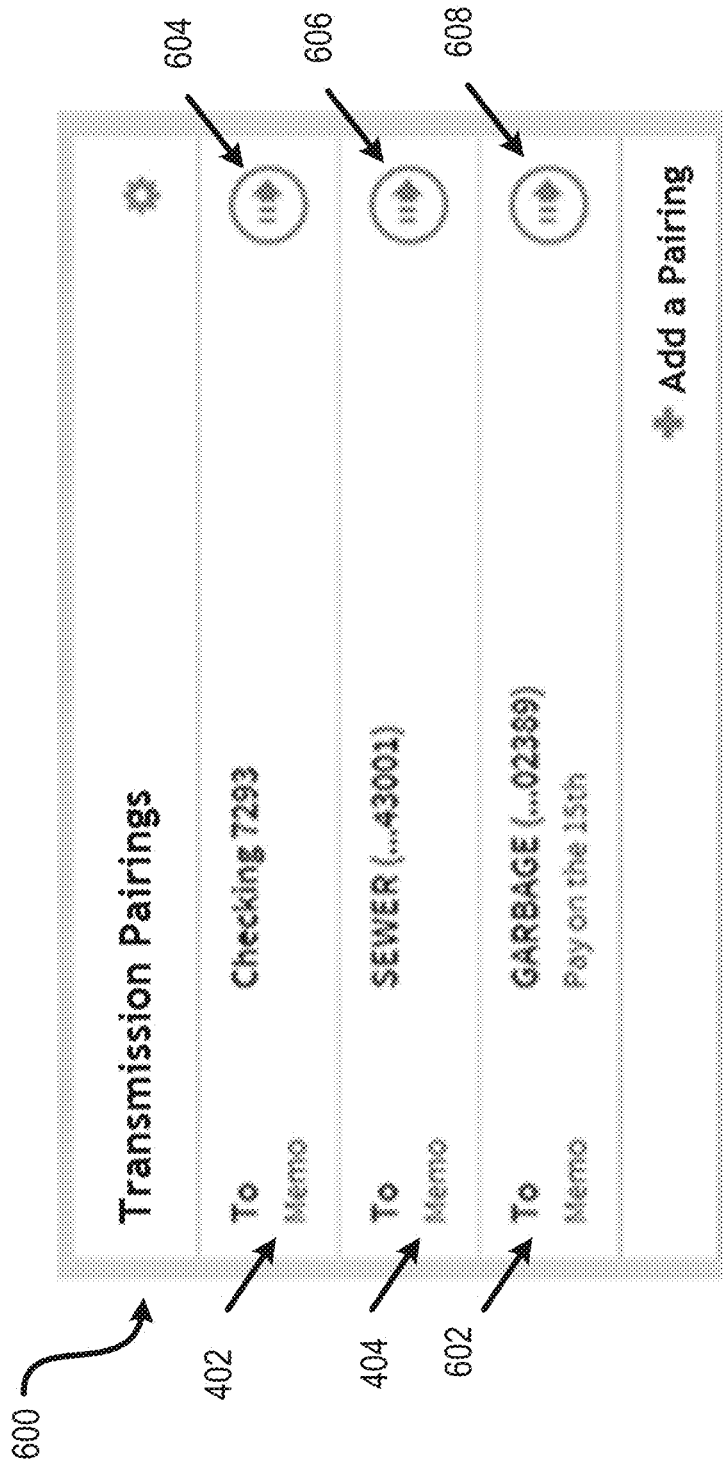 600
Transmission Pairings
402
To Checking 7293
Memo
604
404
To SEWER (...43001)
Memo
606
602
To GARBAGE (...02389)
Memo Pay on the 15th
608
Add a Pairing